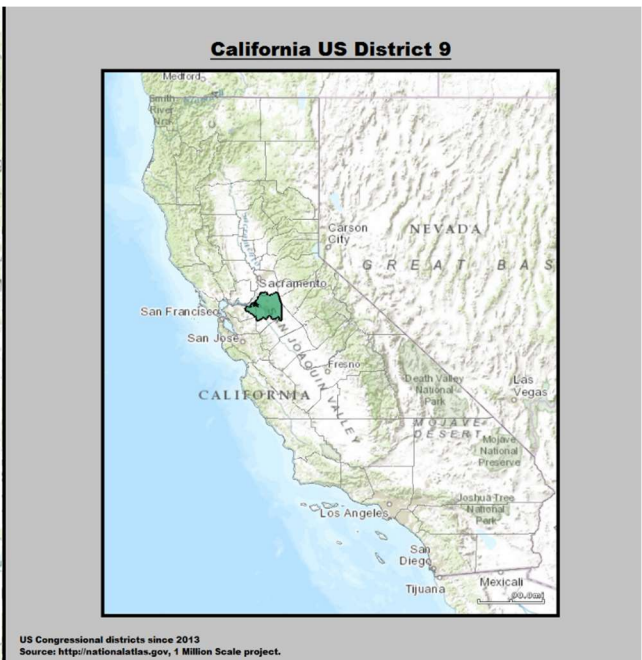 California US District 9
Medford
Smith
River
Nra
Carson
City
NEVADA
GREAT BAS
Sacramento
San Francisco
San Jose
SAN JOAQUIN VALLEY
Fresno
CALIFORNIA
Death Valley
National
Park
Las
Vegas
MOJAVE
DESERT
Mojave
National
Preserve
Joshua Tree
National
Park
Los Angeles
San
Diego
Tijuana
Mexicali
US Congressional districts since 2013
Source: http://nationalatlas.gov, 1 Million Scale project.